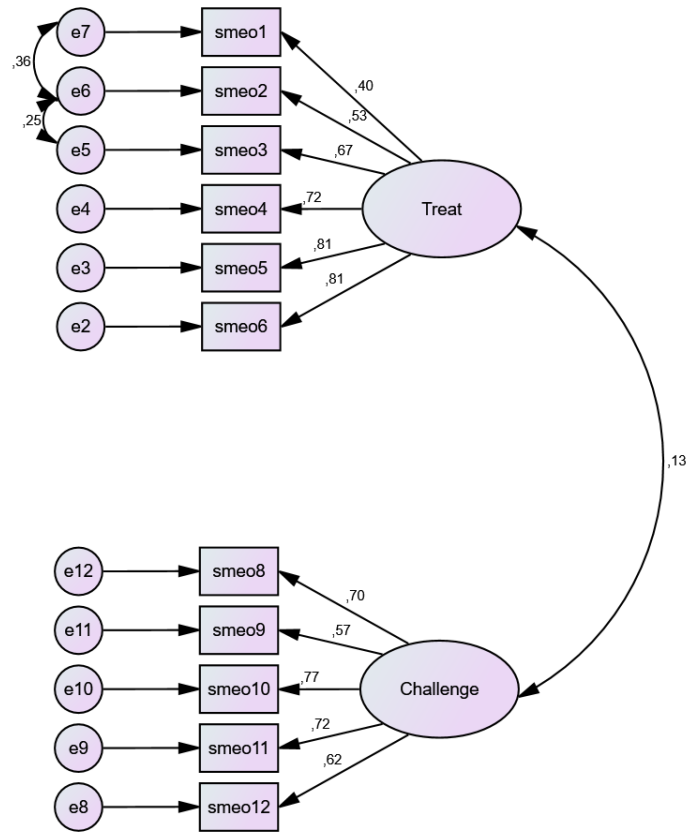 e7 smeo1
,36
,40
e6 smeo2
,53
,25
e5 smeo3
,67
e4 smeo4
,72
Treat
,81
e3 smeo5
,81
e2 smeo6
,13
e12 smeo8
,70
e11 smeo9
,57
e10 smeo10
,77
Challenge
,72
e9 smeo11
,62
e8 smeo12